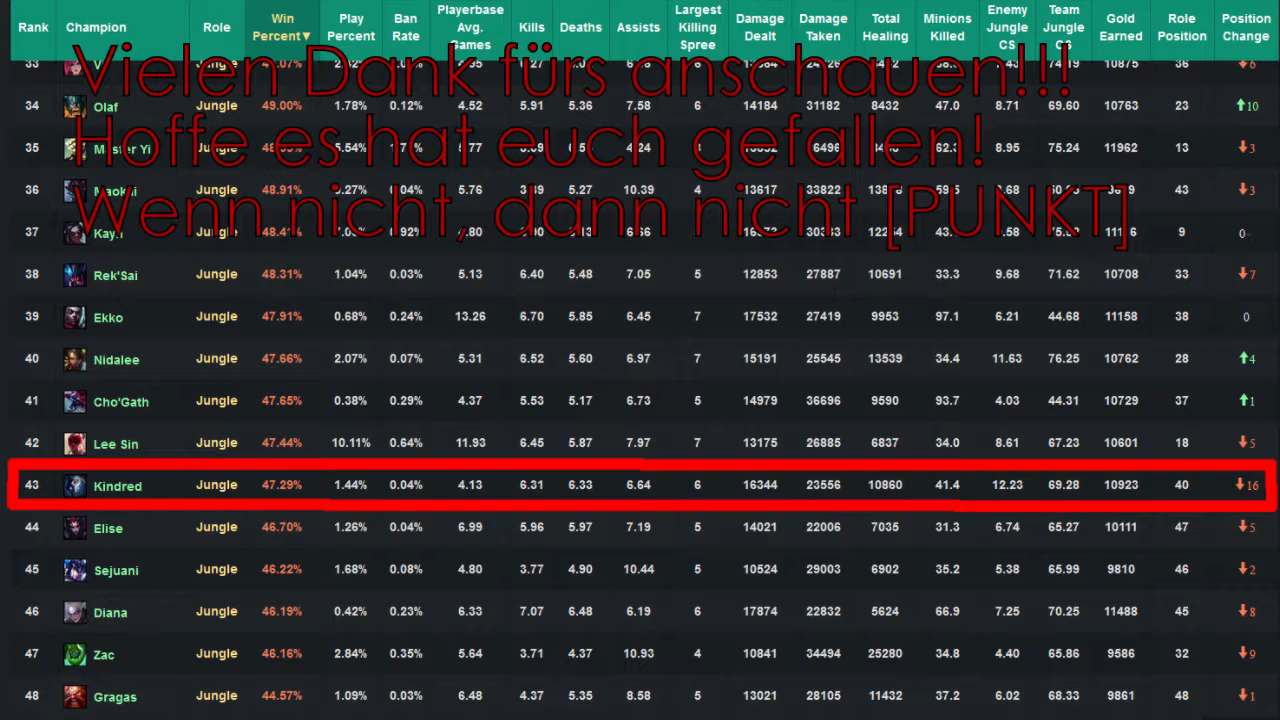 Rank Champion Role Win Percent▼ Play Percent Ban Rate Playerbase Avg. Games Kills Deaths Assists Largest Killing Spree Damage Dealt Damage Taken Total Healing Minions Killed Enemy Jungle CS Team Jungle CS Gold Earned Role Position Position Change
Vielen Dank fürs anschauen!!!
33 10875 36 6
34 Olaf Jungle 49.00% 1.78% 0.12% 4.52 5.91 5.36 7.58 6 14184 31182 8432 47.0 8.71 69.60 10763 23 10
Hoffe es hat euch gefallen!
35 Master Yi Jungle 4.24 62.3 8.95 75.24 11962 13 3
36 Maokai Jungle 48.91% 0.04% 5.76 5.27 10.39 4 13617 33822 43 3
Wenn nicht, dann nicht [PUNKT]
37 Kayn Jungle 9 0
38 Rek'Sai Jungle 48.31% 1.04% 0.03% 5.13 6.40 5.48 7.05 5 12853 27887 10691 33.3 9.68 71.62 10708 33 7
39 Ekko Jungle 47.91% 0.68% 0.24% 13.26 6.70 5.85 6.45 7 17532 27419 9953 97.1 6.21 44.68 11158 38 0
40 Nidalee Jungle 47.66% 2.07% 0.07% 5.31 6.52 5.60 6.97 7 15191 25545 13539 34.4 11.63 76.25 10762 28 4
41 Cho'Gath Jungle 47.65% 0.38% 0.29% 4.37 5.53 5.17 6.73 5 14979 36696 9590 93.7 4.03 44.31 10729 37 1
42 Lee Sin Jungle 47.44% 10.11% 0.64% 11.93 6.45 5.87 7.97 7 13175 26885 6837 34.0 8.61 67.23 10601 18 5
43 Kindred Jungle 47.29% 1.44% 0.04% 4.13 6.31 6.33 6.64 6 16344 23556 10860 41.4 12.23 69.28 10923 40 16
44 Elise Jungle 46.70% 1.26% 0.04% 6.99 5.96 5.97 7.19 5 14021 22006 7035 31.3 6.74 65.27 10111 47 5
45 Sejuani Jungle 46.22% 1.68% 0.08% 4.80 3.77 4.90 10.44 5 10524 29003 6902 35.2 5.38 65.99 9810 46 2
46 Diana Jungle 46.19% 0.42% 0.23% 6.33 7.07 6.48 6.19 6 17874 22832 5624 66.9 7.25 70.25 11488 45 8
47 Zac Jungle 46.16% 2.84% 0.35% 5.64 3.71 4.37 10.93 4 10841 34494 25280 34.8 4.40 65.86 9586 32 9
48 Gragas Jungle 44.57% 1.09% 0.03% 6.48 4.37 5.35 8.58 5 13021 28105 11432 37.2 6.02 68.33 9861 48 1